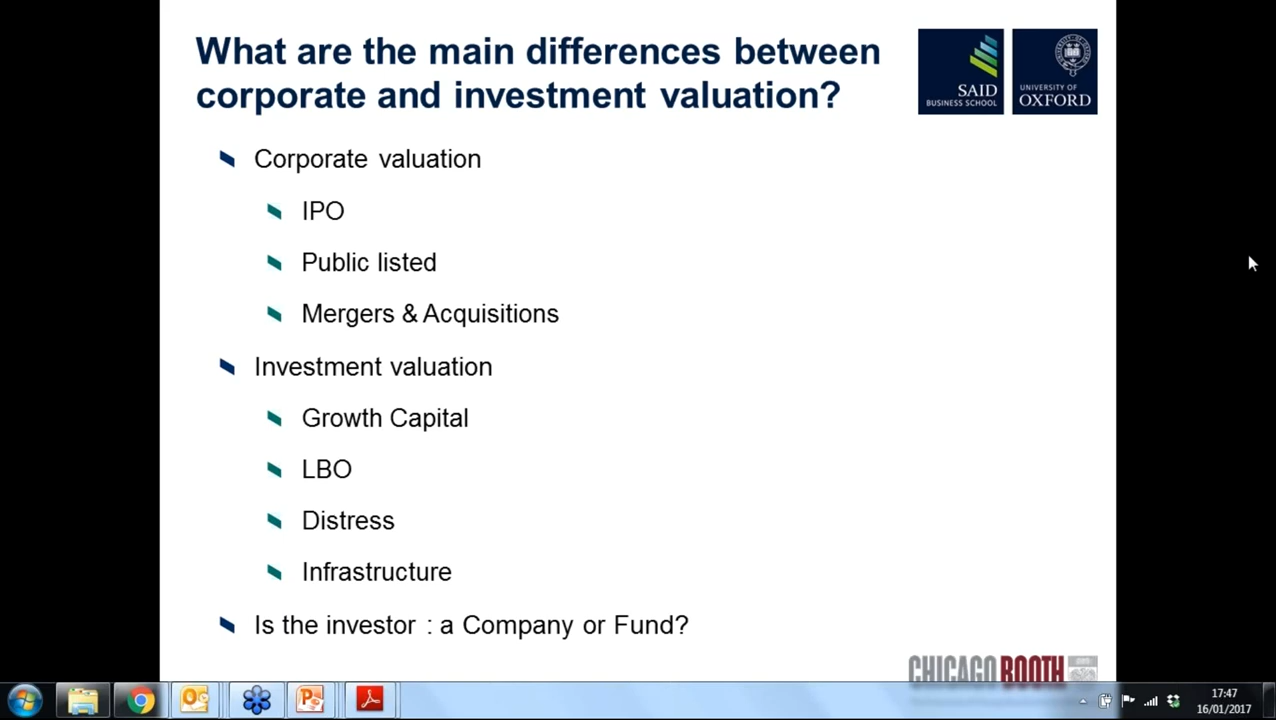 What are the main differences between
corporate and investment valuation?
SAID
BUSINESS SCHOOL
UNIVERSITY OF
OXFORD
Corporate valuation
IPO
Public listed
Mergers & Acquisitions
Investment valuation
Growth Capital
LBO
Distress
Infrastructure
Is the investor : a Company or Fund?
CHICAGO BOOTH
17:47
16/01/2017